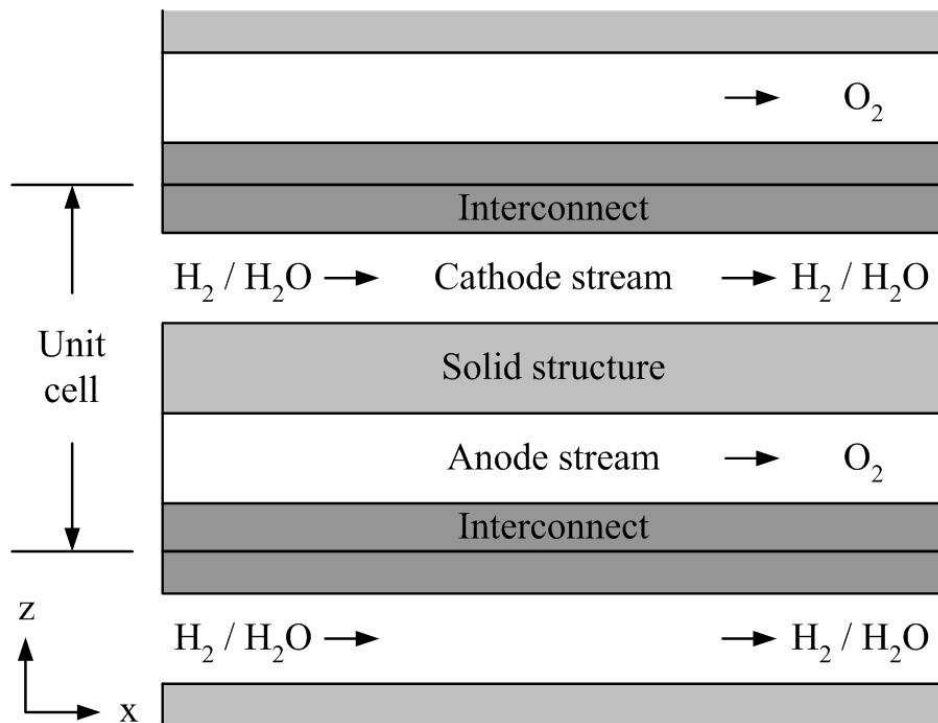 O₂
Interconnect
H₂ / H₂O Cathode stream H₂ / H₂O
Unit
cell
Solid structure
Anode stream O₂
Interconnect
z
H₂ / H₂O H₂ / H₂O
x